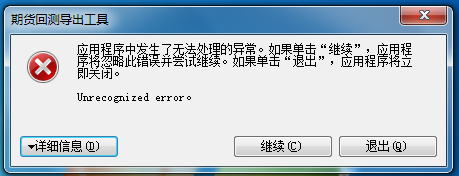 期货回测导出工具
应用程序中发生了无法处理的异常。如果单击“继续”,应用程
序将忽略此错误并尝试继续。如果单击“退出”,应用程序将立
即关闭。
Unrecognized error。
详细信息(D)
继续(C)
退出(Q)